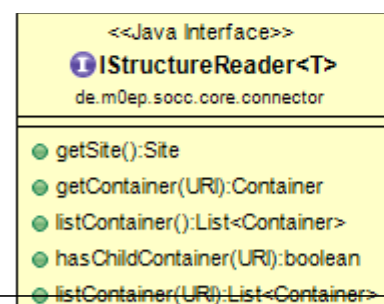 <<Java Interface>>
IStructureReader<T>
de.m0ep.socc.core.connector
getSite():Site
getContainer(URI):Container
listContainer():List<Container>
hasChildContainer(URI):boolean
listContainer(URI):List<Container>